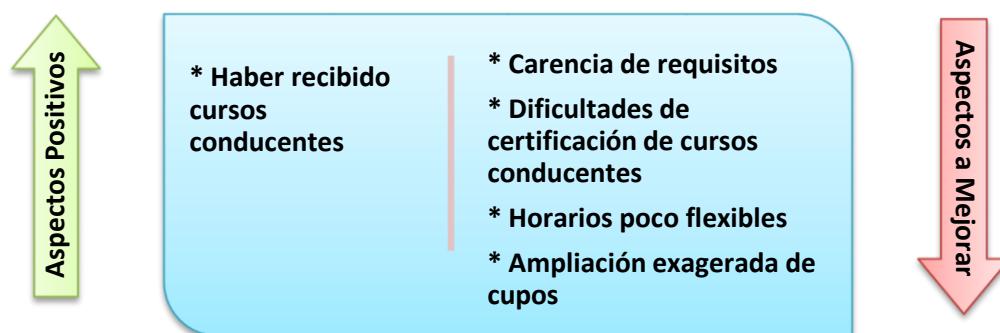 Aspectos Positivos
* Haber recibido
cursos
conducentes
* Carencia de requisitos
* Dificultades de
certificación de cursos
conducentes
* Horarios poco flexibles
* Ampliación exagerada de
cupos
Aspectos a Mejorar